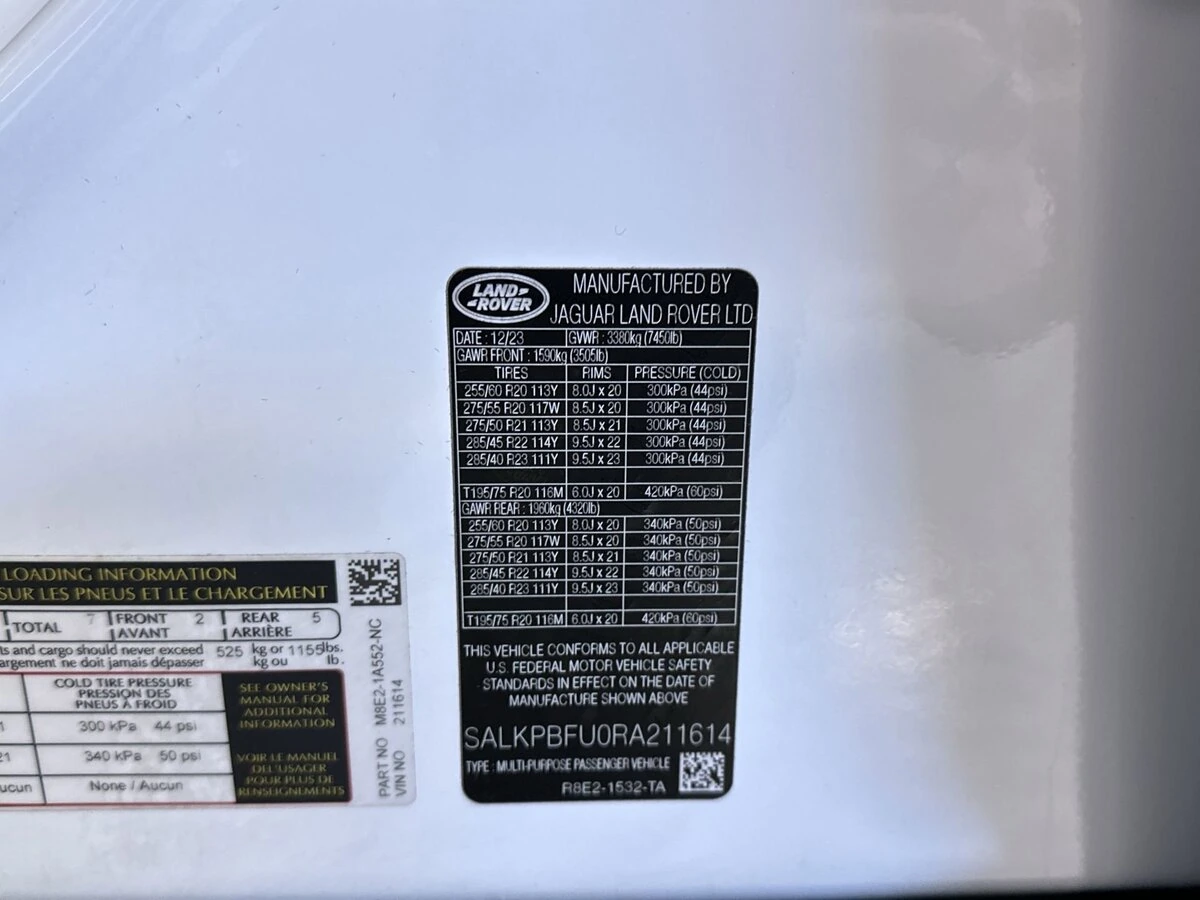 LAND
ROVER
MANUFACTURED BY
JAGUAR LAND ROVER LTD
DATE : 12/23 GVWR : 3380kg (7450lb)
GAWR FRONT : 1590kg (3505lb)
TIRES RIMS PRESSURE (COLD)
255/60 R20 113Y 8.0J x 20 300kPa (44psi)
275/55 R20 117W 8.5J x 20 300kPa (44psi)
275/50 R21 113Y 8.5J x 21 300kPa (44psi)
285/45 R22 114Y 9.5J x 22 300kPa (44psi)
285/40 R23 111Y 9.5J x 23 300kPa (44psi)
T195/75 R20 116M 6.0J x 20 420kPa (60psi)
GAWR REAR : 1960kg (4320lb)
255/60 R20 113Y 8.0J x 20 340kPa (50psi)
275/55 R20 117W 8.5J x 20 340kPa (50psi)
275/50 R21 113Y 8.5J x 21 340kPa (50psi)
285/45 R22 114Y 9.5J x 22 340kPa (50psi)
285/40 R23 111Y 9.5J x 23 340kPa (50psi)
T195/75 R20 116M 6.0J x 20 420kPa (60psi)
THIS VEHICLE CONFORMS TO ALL APPLICABLE
U.S. FEDERAL MOTOR VEHICLE SAFETY
STANDARDS IN EFFECT ON THE DATE OF
MANUFACTURE SHOWN ABOVE
SALKPBFU0RA211614
TYPE : MULTI-PURPOSE PASSENGER VEHICLE
R8E2-1532-TA
LOADING INFORMATION
SUR LES PNEUS ET LE CHARGEMENT
TOTAL 7 FRONT 2 REAR 5
AVANT ARRIÈRE
and cargo should never exceed 525 kg or 1155lbs.
ne doit jamais dépasser kg ou lb.
COLD TIRE PRESSURE
PRESSION DES
PNEUS À FROID
300 kPa 44 psi
340 kPa 50 psi
None / Aucun
SEE OWNER'S
MANUAL FOR
ADDITIONAL
INFORMATION
VOIR LE MANUEL
DE L'USAGER
POUR PLUS DE
RENSEIGNEMENTS
PART NO M8E2-1A552-NC
VIN NO 211614